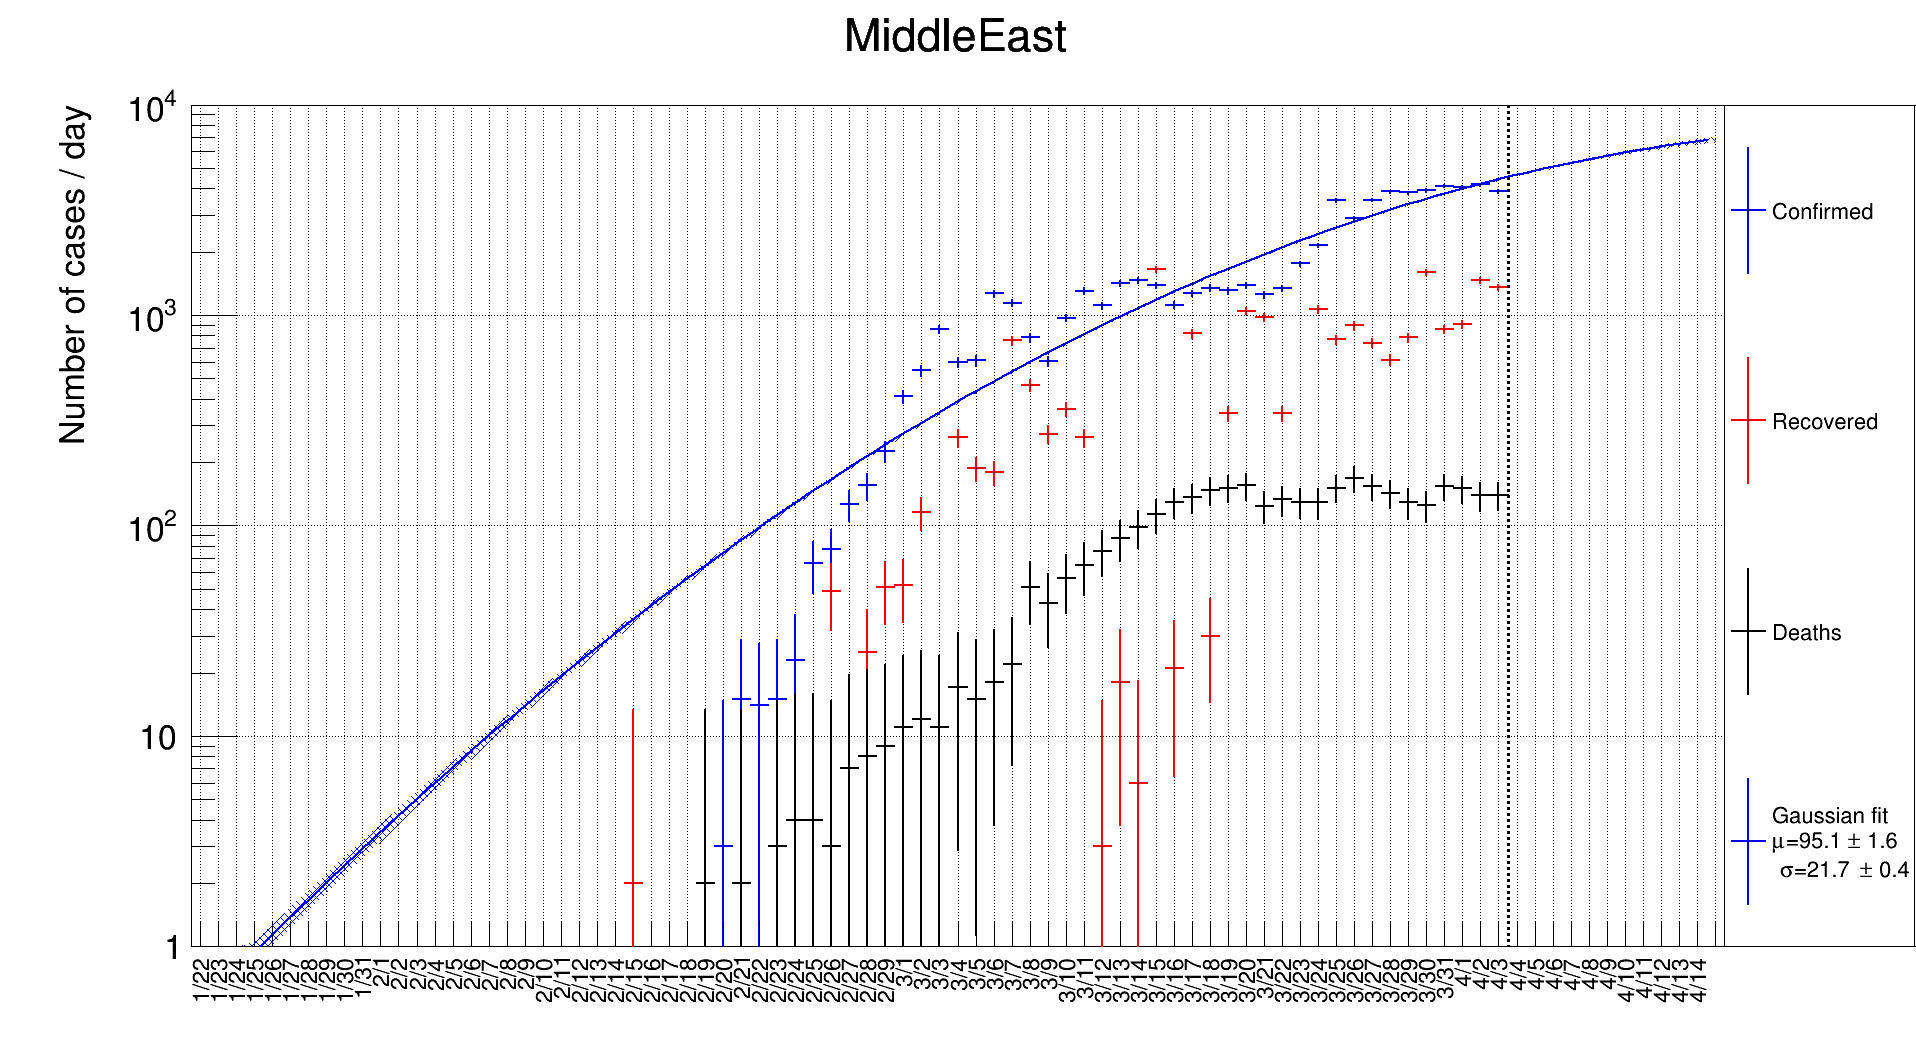 MiddleEast
Number of cases / day
10^4
10^3
10^2
10
1
1/22 1/23 1/24 1/25 1/26 1/27 1/28 1/29 1/30 1/31 2/1 2/2 2/3 2/4 2/5 2/6 2/7 2/8 2/9 2/10 2/11 2/12 2/13 2/14 2/15 2/16 2/17 2/18 2/19 2/20 2/21 2/22 2/23 2/24 2/25 2/26 2/27 2/28 2/29 3/1 3/2 3/3 3/4 3/5 3/6 3/7 3/8 3/9 3/10 3/11 3/12 3/13 3/14 3/15 3/16 3/17 3/18 3/19 3/20 3/21 3/22 3/23 3/24 3/25 3/26 3/27 3/28 3/29 3/30 3/31 4/1 4/2 4/3 4/4 4/5 4/6 4/7 4/8 4/9 4/10 4/11 4/12 4/13 4/14
Confirmed
Recovered
Deaths
Gaussian fit
μ=95.1 ± 1.6
σ=21.7 ± 0.4